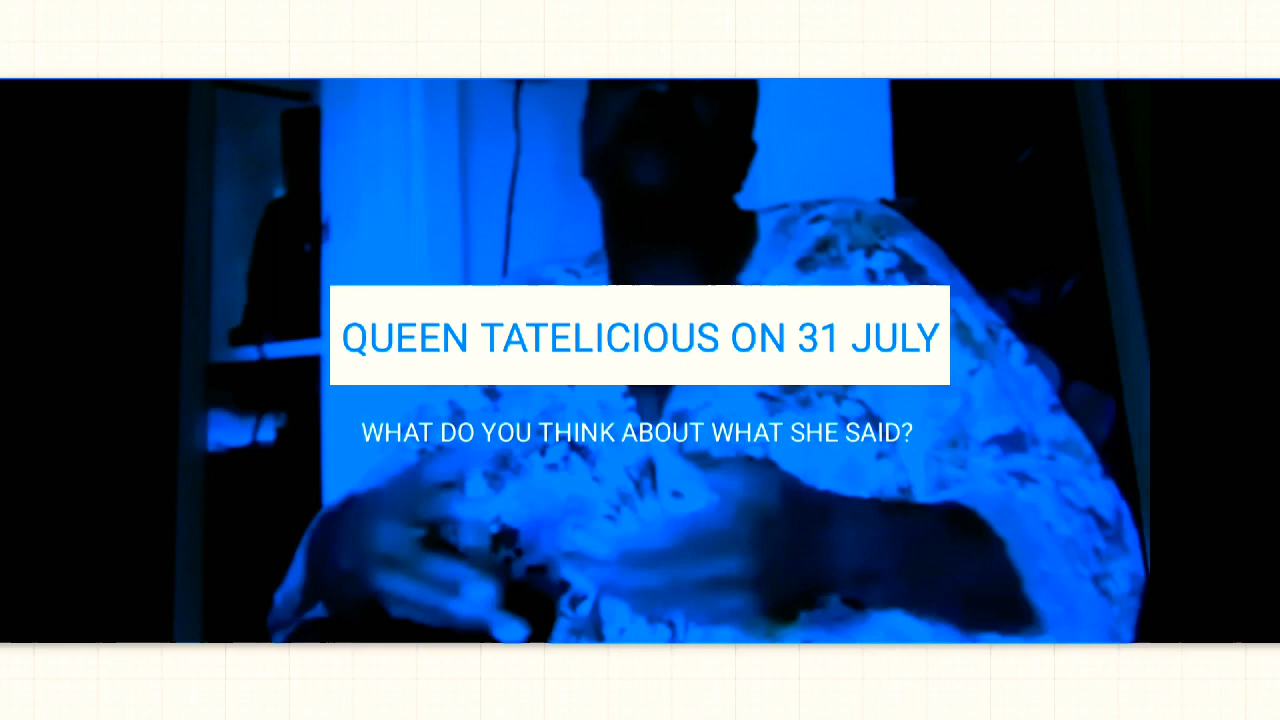 QUEEN TATELICIOUS ON 31 JULY
WHAT DO YOU THINK ABOUT WHAT SHE SAID?